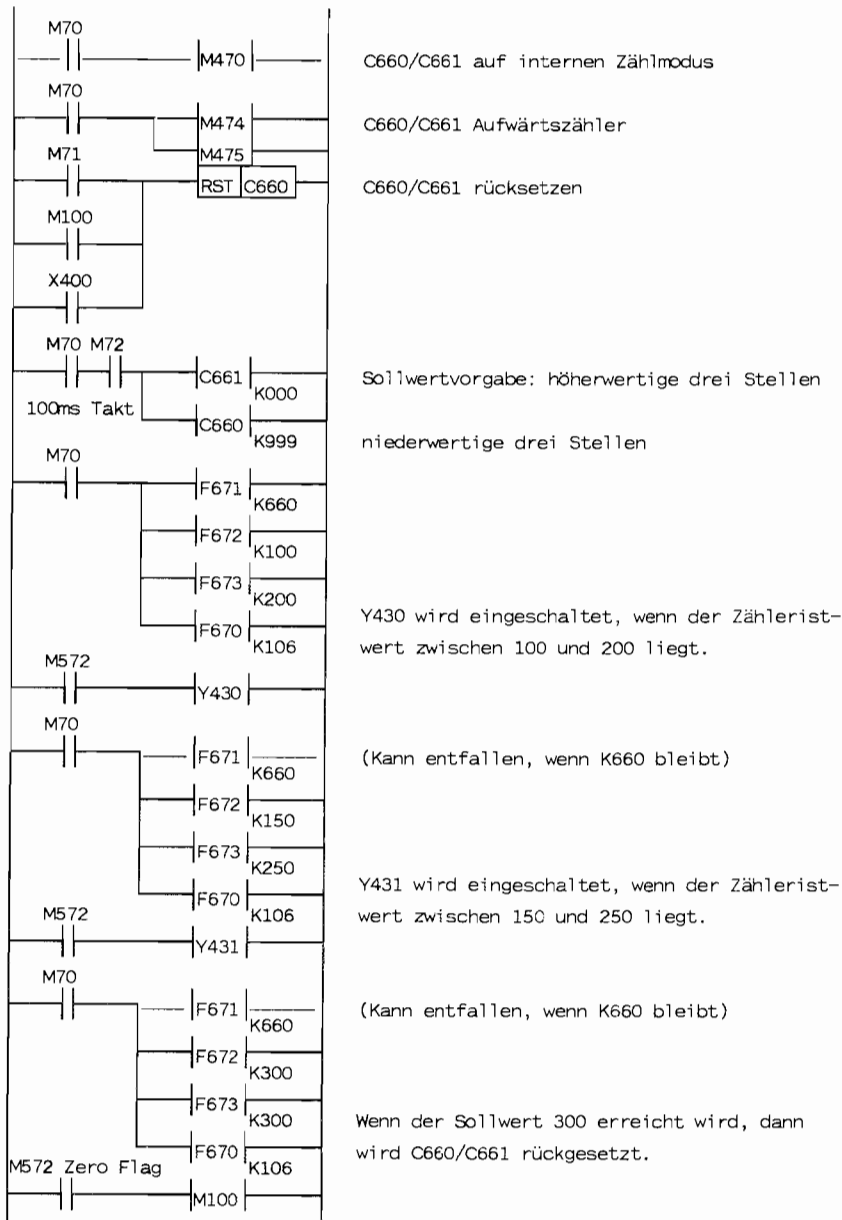 M70
M470
C660/C661 auf internen Zählmodus
M70
M474
C660/C661 Aufwärtszähler
M475
M71
RST C660
C660/C661 rücksetzen
M100
X400
M70 M72
C661
K000
Sollwertvorgabe: höherwertige drei Stellen
100ms Takt
C660
K999
niederwertige drei Stellen
M70
F671
K660
F672
K100
F673
K200
Y430 wird eingeschaltet, wenn der Zählerist-
F670
K106
wert zwischen 100 und 200 liegt.
M572
Y430
M70
F671
K660
(Kann entfallen, wenn K660 bleibt)
F672
K150
F673
K250
Y431 wird eingeschaltet, wenn der Zählerist-
F670
K106
wert zwischen 150 und 250 liegt.
M572
Y431
M70
F671
K660
(Kann entfallen, wenn K660 bleibt)
F672
K300
F673
K300
Wenn der Sollwert 300 erreicht wird, dann
F670
K106
wird C660/C661 rückgesetzt.
M572 Zero Flag
M100